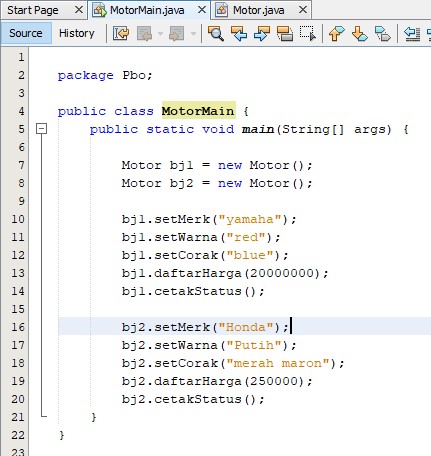 Start Page MotorMain.java Motor.java
Source History
1
2 package Pbo;
3
4 public class MotorMain {
5 public static void main(String[] args) {
6
7 Motor bj1 = new Motor();
8 Motor bj2 = new Motor();
9
10 bj1.setMerk("yamaha");
11 bj1.setWarna("red");
12 bj1.setCorak("blue");
13 bj1.daftarHarga(20000000);
14 bj1.cetakStatus();
15
16 bj2.setMerk("Honda");
17 bj2.setWarna("Putih");
18 bj2.setCorak("merah maron");
19 bj2.daftarHarga(250000);
20 bj2.cetakStatus();
21 }
22 }
23